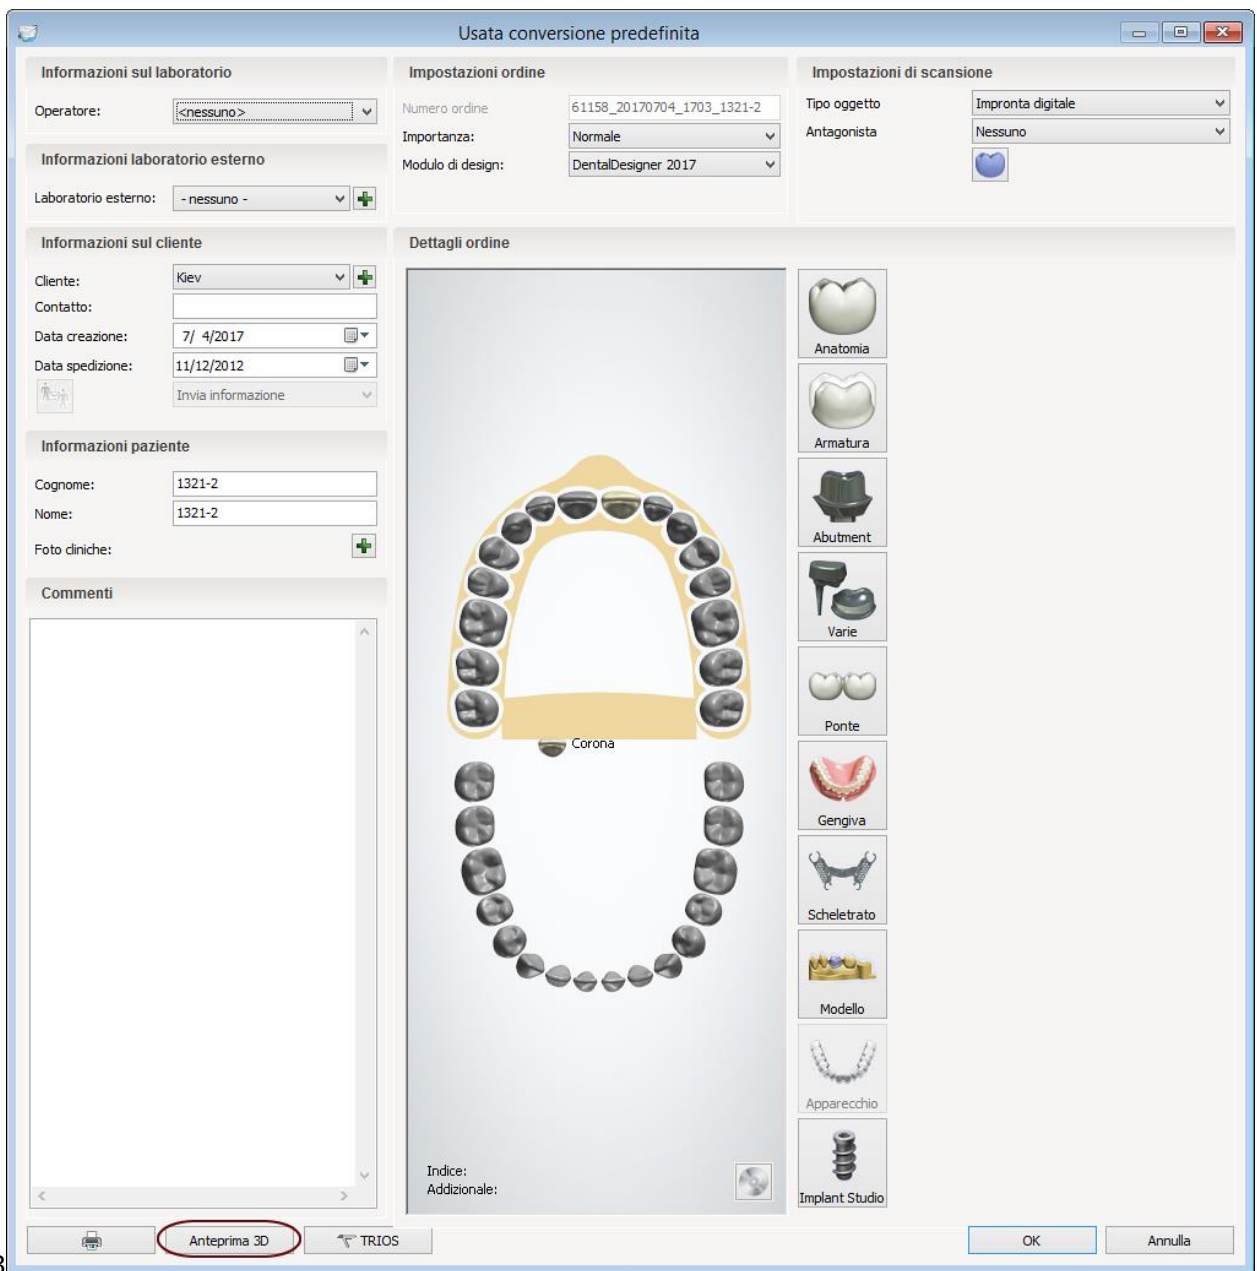 Usata conversione predefinita
Informazioni sul laboratorio
Operatore: <nessuno>
Informazioni laboratorio esterno
Laboratorio esterno: - nessuno -
Impostazioni ordine
Numero ordine 61158_20170704_1703_1321-2
Importanza: Normale
Modulo di design: DentalDesigner 2017
Impostazioni di scansione
Tipo oggetto Impronta digitale
Antagonista Nessuno
Informazioni sul cliente
Cliente: Kiev
Contatto:
Data creazione: 7/ 4/2017
Data spedizione: 11/12/2012
Invia informazione
Informazioni paziente
Cognome: 1321-2
Nome: 1321-2
Foto cliniche:
Commenti
Dettagli ordine
Corona
Indice:
Addizionale:
Anatomia
Armatura
Abutment
Varie
Ponte
Gengiva
Scheletrato
Modello
Apparecchio
Implant Studio
Anteprima 3D
TRIOS
OK
Annulla